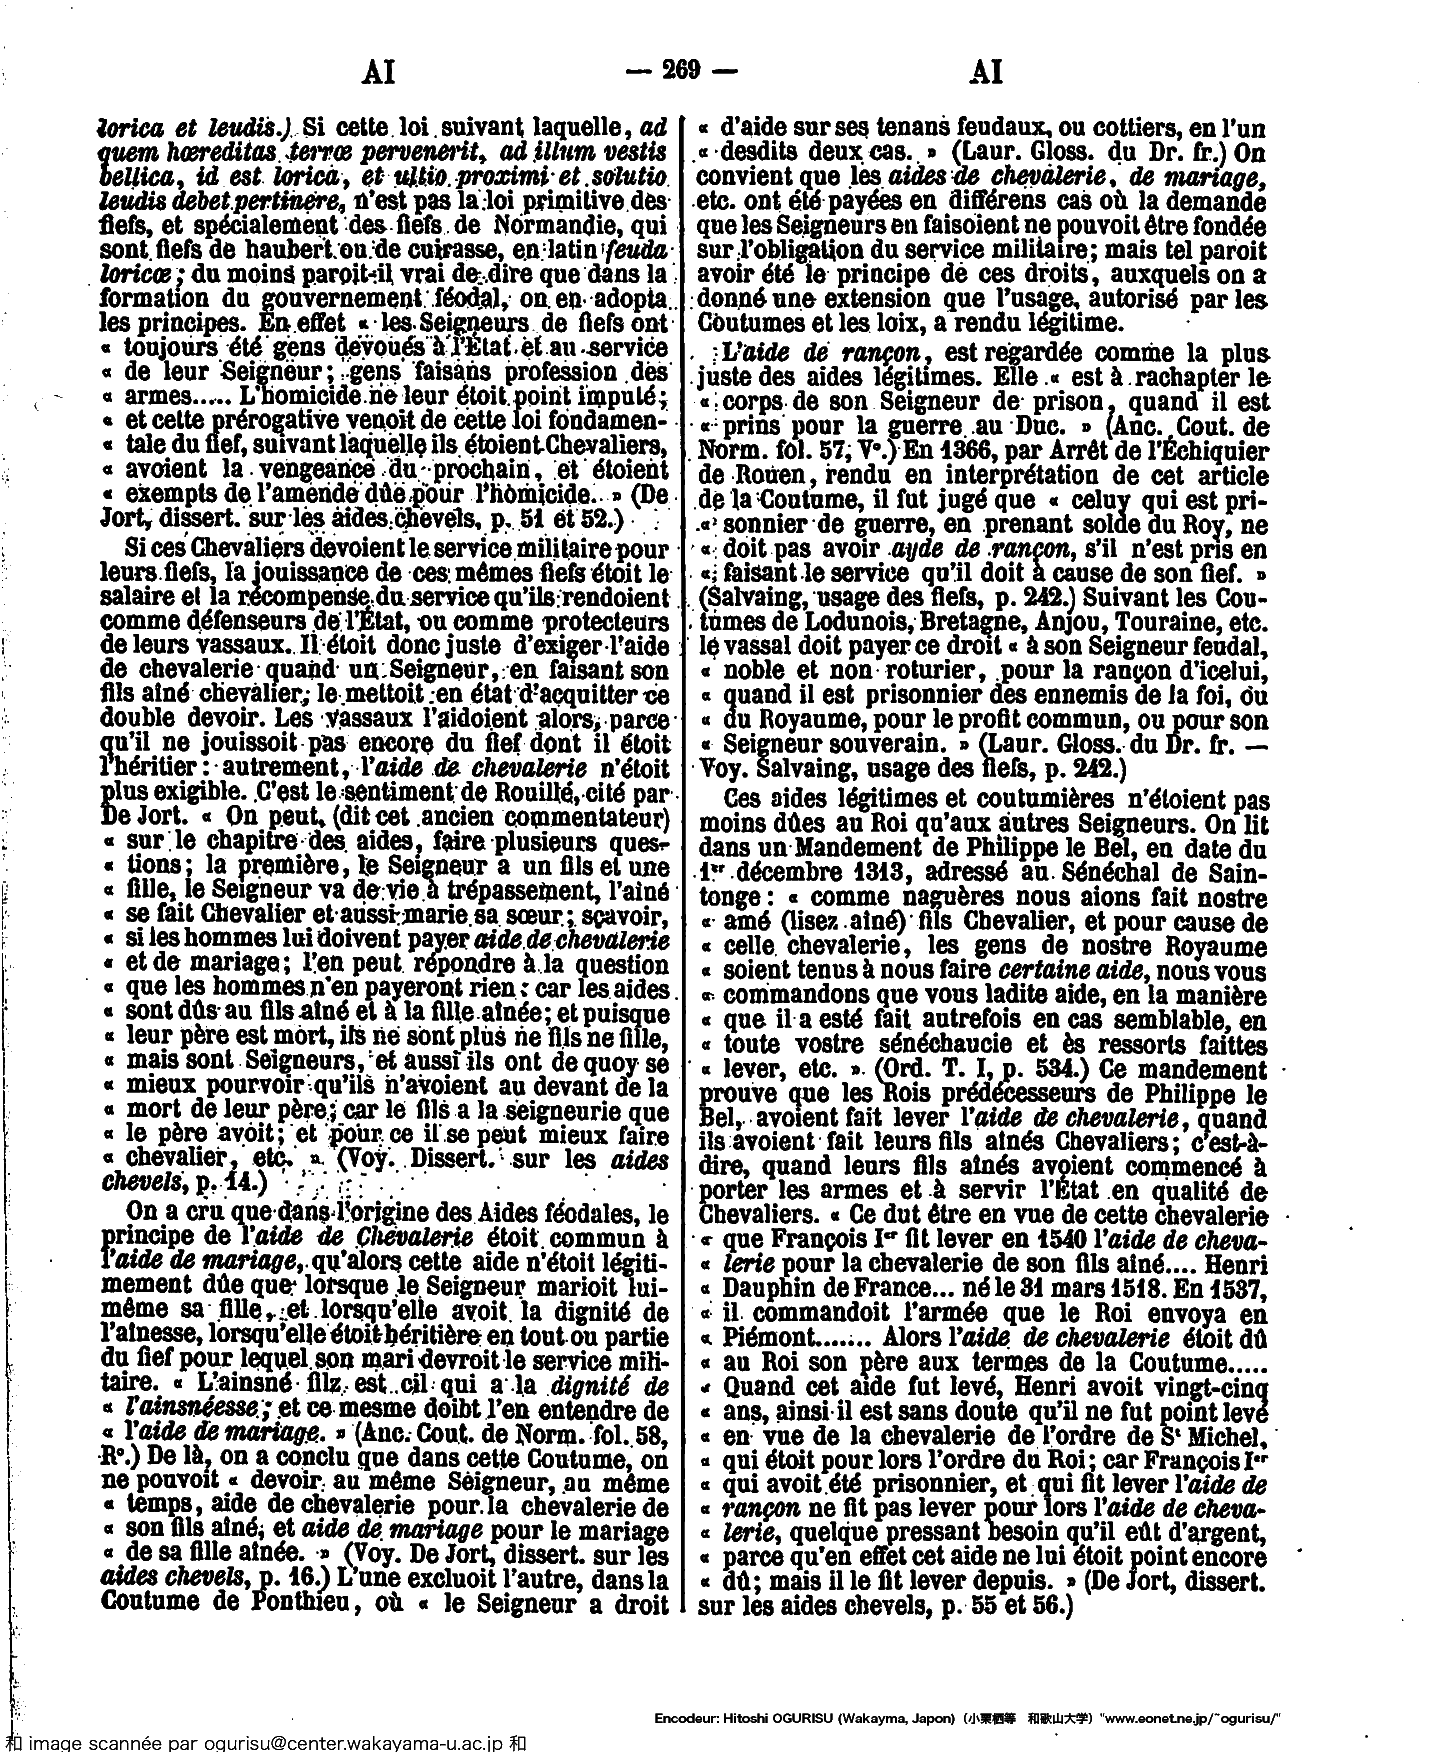 AI — 269 — AI
lorica et leudis.) Si cette loi suivant laquelle, ad
quem hœreditas terrœ pervenerit, ad illum vestis
bellica, id est lorica, et ultio proximi et solutio
leudis debet pertinere, n'est pas la loi primitive des
fiefs, et spécialement des fiefs de Normandie, qui
sont fiefs de haubert ou de cuirasse, en latin feuda
loricœ; du moins paroit-il vrai de dire que dans la
formation du gouvernement féodal, on en adopta
les principes. En effet « les Seigneurs de fiefs ont
« toujours été gens devoués à l'État et au service
« de leur Seigneur; gens faisans profession des
« armes..... L'homicide ne leur étoit point imputé;
« et cette prérogative venoit de cette loi fondamen-
« tale du fief, suivant laquelle ils étoient Chevaliers,
« avoient la vengeance du prochain, et étoient
« exempts de l'amende dûe pour l'homicide. » (De
Jort, dissert. sur les aides chevels, p. 51 et 52.)
Si ces Chevaliers devoient le service militaire pour
leurs fiefs, la jouissance de ces mêmes fiefs étoit le
salaire et la récompense du service qu'ils rendoient
comme défenseurs de l'État, ou comme protecteurs
de leurs vassaux. Il étoit donc juste d'exiger l'aide
de chevalerie quand un Seigneur, en faisant son
fils aîné chevalier, le mettoit en état d'acquitter ce
double devoir. Les vassaux l'aidoient alors, parce
qu'il ne jouissoit pas encore du fief dont il étoit
l'héritier: autrement, l'aide de chevalerie n'étoit
plus exigible. C'est le sentiment de Rouillé, cité par
De Jort. « On peut, (dit cet ancien commentateur)
« sur le chapitre des aides, faire plusieurs ques-
« tions; la première, le Seigneur a un fils et une
« fille, le Seigneur va de vie à trépassement, l'ainé
« se fait Chevalier et aussi marie sa sœur; sçavoir,
« si les hommes lui doivent payer aide de chevalerie
« et de mariage; l'en peut répondre à la question
« que les hommes n'en payeront rien: car les aides
« sont dûs au fils aîné et à la fille aînée; et puisque
« leur père est mort, ils ne sont plus ne fils ne fille,
« mais sont Seigneurs, et aussi ils ont de quoy se
« mieux pourvoir qu'ils n'avoient au devant de la
« mort de leur père; car le fils a la seigneurie que
« le père avoit; et pour ce il se peut mieux faire
« chevalier, etc. » (Voy. Dissert. sur les aides
chevels, p. 14.)
On a cru que dans l'origine des Aides féodales, le
principe de l'aide de Chevalerie étoit commun à
l'aide de mariage, qu'alors cette aide n'étoit légiti-
mement dûe que lorsque le Seigneur marioit lui-
même sa fille, et lorsqu'elle avoit la dignité de
l'aînesse, lorsqu'elle étoit héritière en tout ou partie
du fief pour lequel son mari devroit le service mili-
taire. « L'ainsné filz est cil qui a la dignité de
« l'ainsnéesse; et ce mesme doibt l'en entendre de
« l'aide de mariage. » (Anc. Cout. de Norm. fol. 58,
R°.) De là, on a conclu que dans cette Coutume, on
ne pouvoit « devoir au même Seigneur, au même
« temps, aide de chevalerie pour la chevalerie de
« son fils aîné, et aide de mariage pour le mariage
« de sa fille aînée. » (Voy. De Jort, dissert. sur les
aides chevels, p. 16.) L'une excluoit l'autre, dans la
Coutume de Ponthieu, où « le Seigneur a droit
« d'aide sur ses tenans feudaux, ou cottiers, en l'un
« desdits deux cas. » (Laur. Gloss. du Dr. fr.) On
convient que les aides de chevalerie, de mariage,
etc. ont été payées en différens cas où la demande
que les Seigneurs en faisoient ne pouvoit être fondée
sur l'obligation du service militaire; mais tel paroit
avoir été le principe de ces droits, auxquels on a
donné une extension que l'usage, autorisé par les
Coutumes et les loix, a rendu légitime.
L'aide de rançon, est regardée comme la plus
juste des aides légitimes. Elle « est à rachapter le
« corps de son Seigneur de prison, quand il est
« prins pour la guerre au Duc. » (Anc. Cout. de
Norm. fol. 57, V°.) En 1366, par Arrêt de l'Échiquier
de Rouen, rendu en interprétation de cet article
de la Coutume, il fut jugé que « celuy qui est pri-
« sonnier de guerre, en prenant solde du Roy, ne
« doit pas avoir ayde de rançon, s'il n'est pris en
« faisant le service qu'il doit à cause de son fief. »
(Salvaing, usage des fiefs, p. 242.) Suivant les Cou-
tumes de Lodunois, Bretagne, Anjou, Touraine, etc.
le vassal doit payer ce droit « à son Seigneur feudal,
« noble et non roturier, pour la rançon d'icelui,
« quand il est prisonnier des ennemis de la foi, ou
« du Royaume, pour le profit commun, ou pour son
« Seigneur souverain. » (Laur. Gloss. du Dr. fr. —
Voy. Salvaing, usage des fiefs, p. 242.)
Ces aides légitimes et coutumières n'étoient pas
moins dûes au Roi qu'aux autres Seigneurs. On lit
dans un Mandement de Philippe le Bel, en date du
1er décembre 1313, adressé au Sénéchal de Sain-
tonge: « comme naguères nous aions fait nostre
« amé (lisez aîné) fils Chevalier, et pour cause de
« celle chevalerie, les gens de nostre Royaume
« soient tenus à nous faire certaine aide, nous vous
« commandons que vous ladite aide, en la manière
« que il a esté fait autrefois en cas semblable, en
« toute vostre sénéchaucie et ès ressorts faittes
« lever, etc. » (Ord. T. I, p. 534.) Ce mandement
prouve que les Rois prédécesseurs de Philippe le
Bel, avoient fait lever l'aide de chevalerie, quand
ils avoient fait leurs fils aînés Chevaliers; c'est-à-
dire, quand leurs fils aînés avoient commencé à
porter les armes et à servir l'État en qualité de
Chevaliers. « Ce dut être en vue de cette chevalerie
« que François Ier fit lever en 1540 l'aide de cheva-
« lerie pour la chevalerie de son fils aîné.... Henri
« Dauphin de France... né le 31 mars 1518. En 1537,
« il commandoit l'armée que le Roi envoya en
« Piémont....... Alors l'aide de chevalerie étoit dû
« au Roi son père aux termes de la Coutume.....
« Quand cet aide fut levé, Henri avoit vingt-cinq
« ans, ainsi il est sans doute qu'il ne fut point levé
« en vue de la chevalerie de l'ordre de St Michel,
« qui étoit pour lors l'ordre du Roi; car François Ier
« qui avoit été prisonnier, et qui fit lever l'aide de
« rançon ne fit pas lever pour lors l'aide de cheva-
« lerie, quelque pressant besoin qu'il eût d'argent,
« parce qu'en effet cet aide ne lui étoit point encore
« dû; mais il le fit lever depuis. » (De Jort, dissert.
sur les aides chevels, p. 55 et 56.)
Encodeur: Hitoshi OGURISU (Wakayma, Japon) (小栗栖等 和歌山大学) "www.eonet.ne.jp/~ogurisu/"
和 image scannée par ogurisu@center.wakayama-u.ac.jp 和